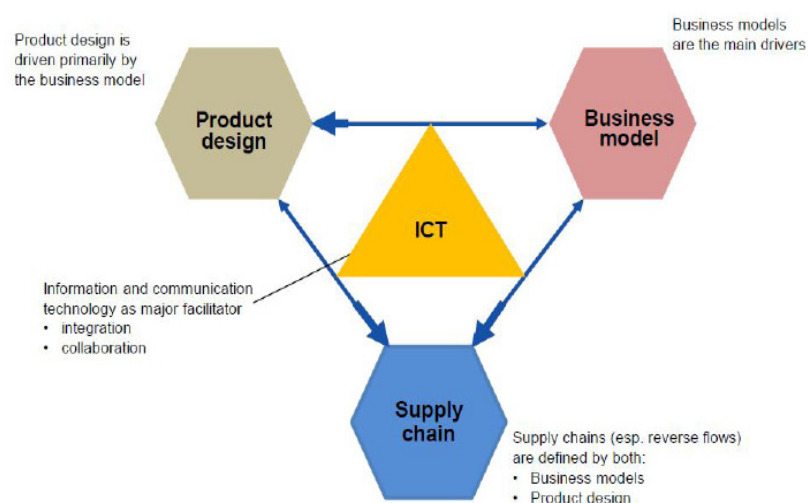 Product design is
driven primarily by
the business model
Business models
are the main drivers
Product
design
Business
model
ICT
Information and communication
technology as major facilitator
• integration
• collaboration
Supply
chain
Supply chains (esp. reverse flows)
are defined by both:
• Business models
• Product design